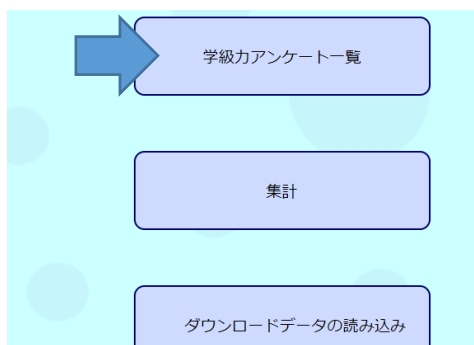 学級力アンケート一覧
集計
ダウンロードデータの読み込み